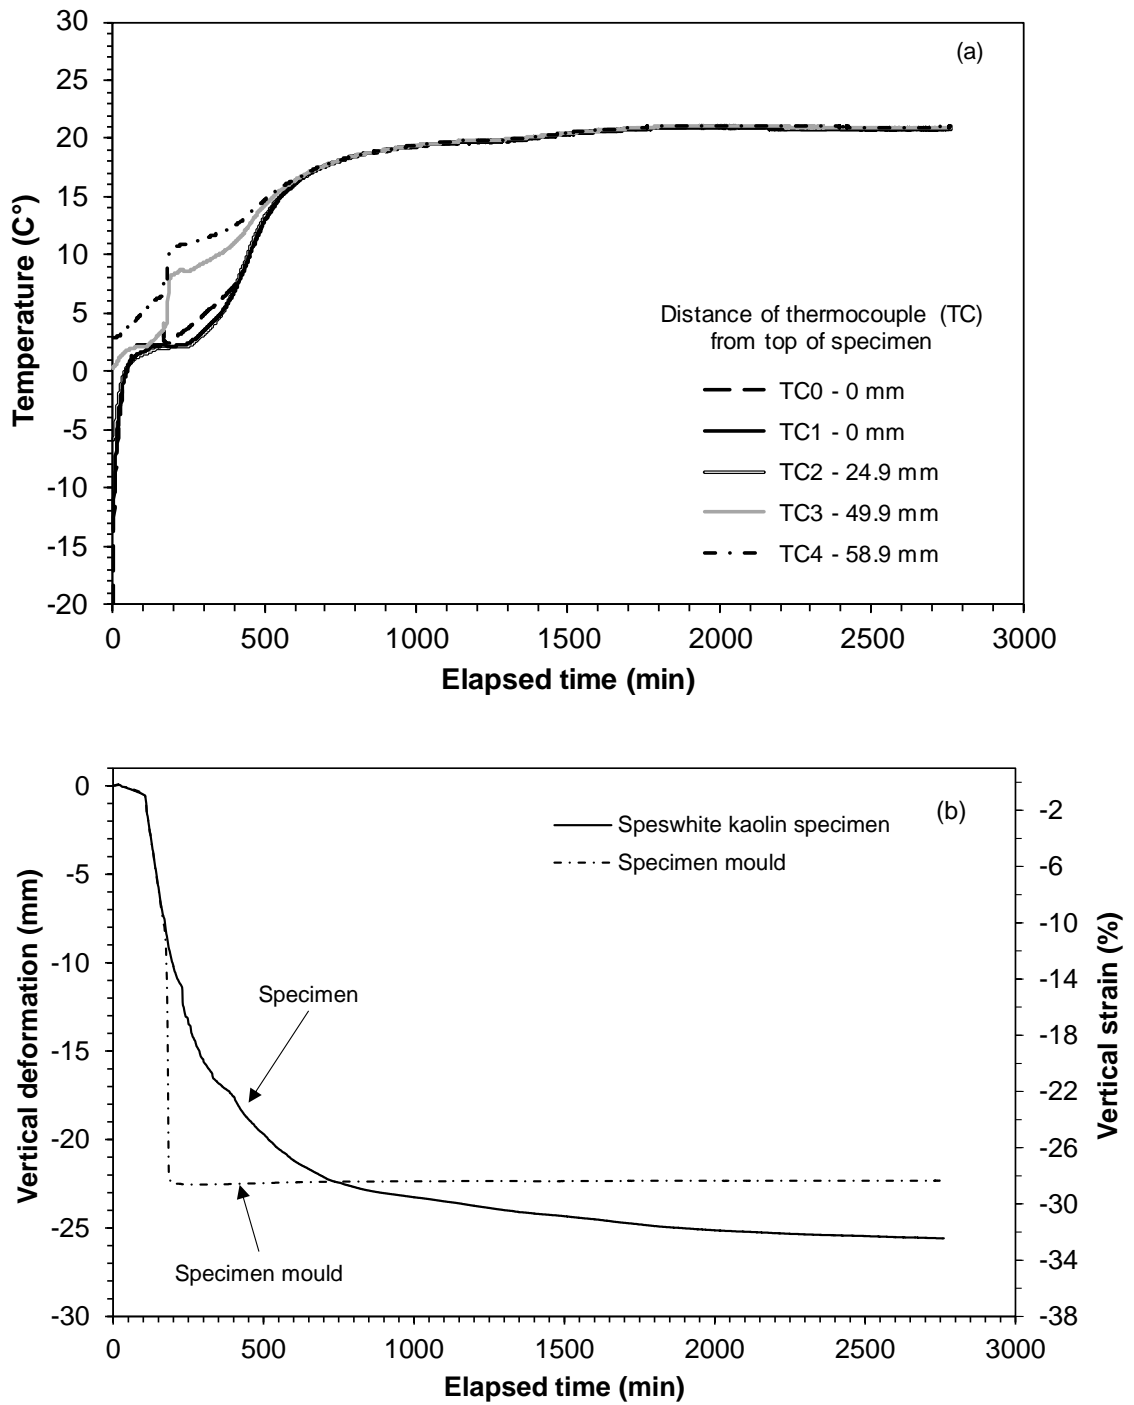 30
25
20
15
10
5
0
-5
-10
-15
-20
Temperature (C°)
(a)
Distance of thermocouple (TC)
from top of specimen
TC0 - 0 mm
TC1 - 0 mm
TC2 - 24.9 mm
TC3 - 49.9 mm
TC4 - 58.9 mm
0 500 1000 1500 2000 2500 3000
Elapsed time (min)
0
-5
-10
-15
-20
-25
-30
Vertical deformation (mm)
(b)
Speswhite kaolin specimen
Specimen mould
Specimen
Specimen mould
-2
-6
-10
-14
-18
-22
-26
-30
-34
-38
Vertical strain (%)
0 500 1000 1500 2000 2500 3000
Elapsed time (min)